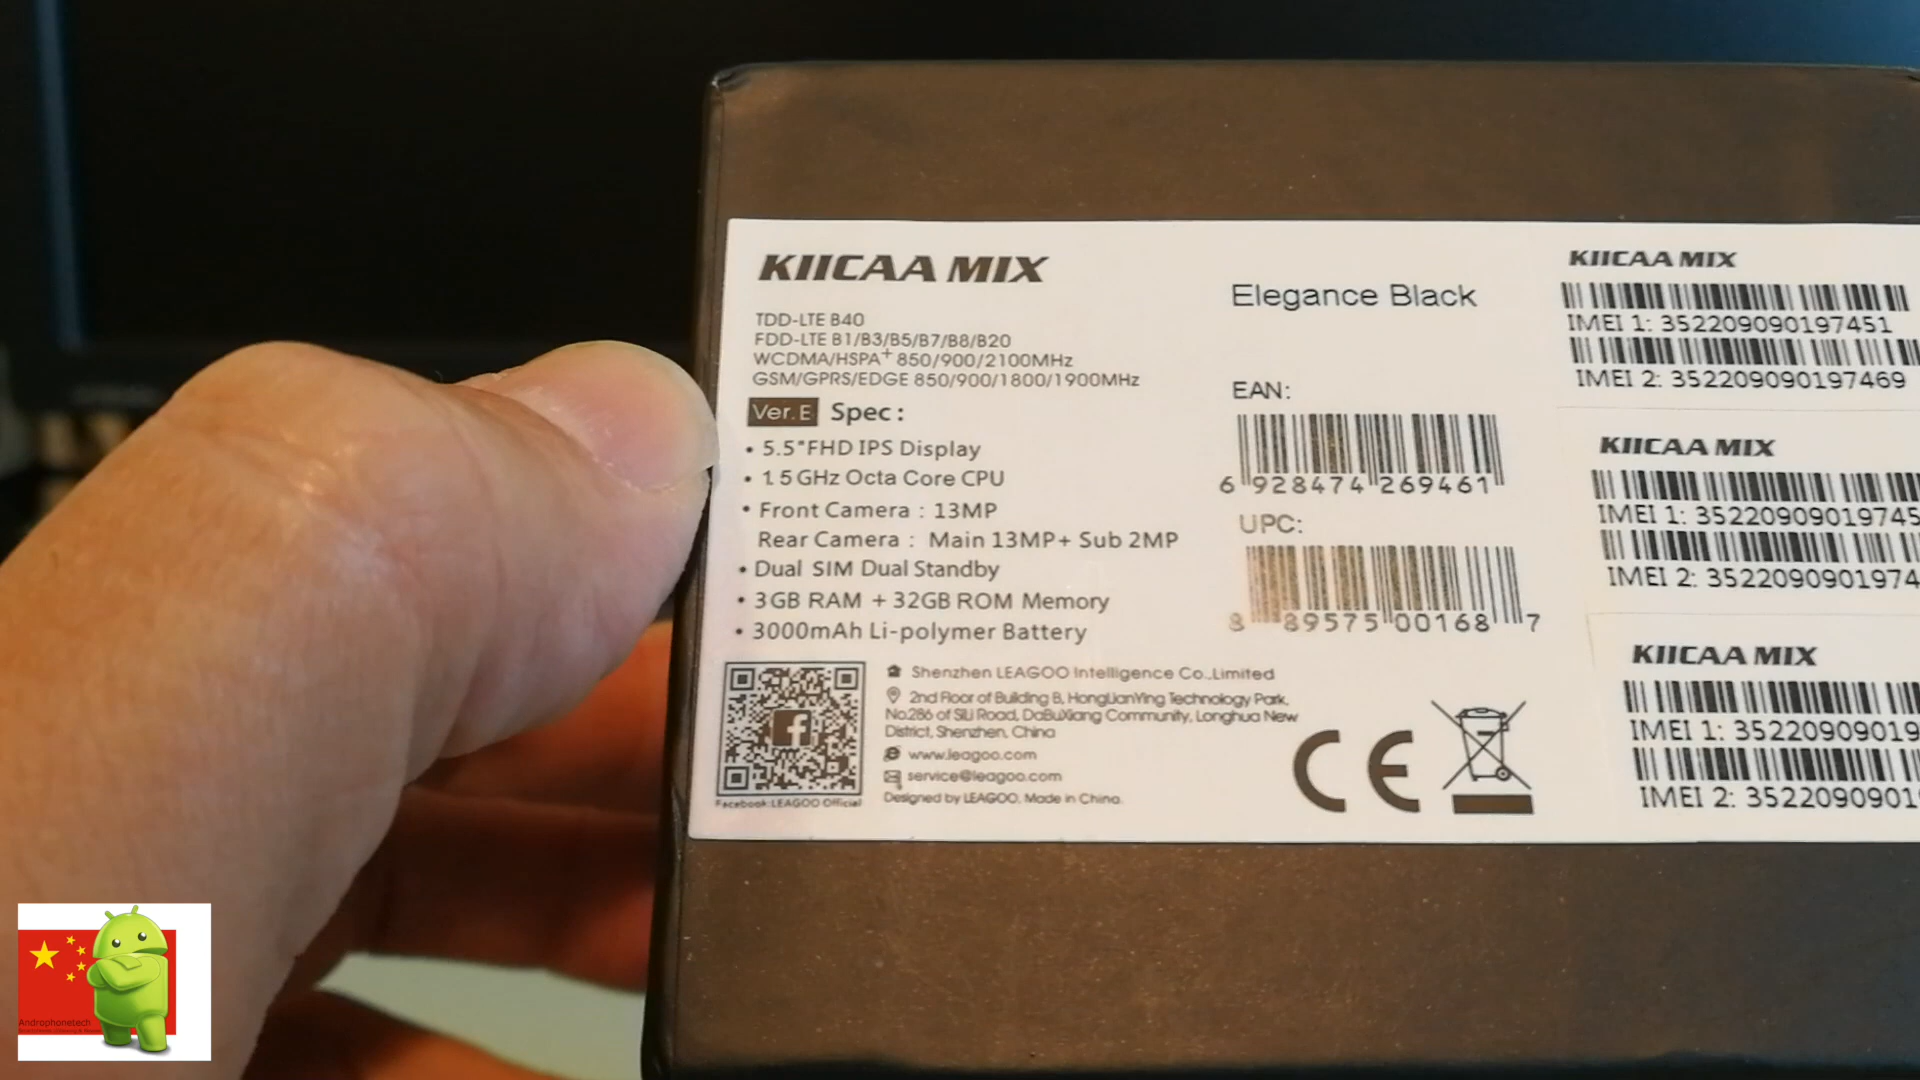 KIICAA MIX
TDD-LTE B40
FDD-LTE B1/B3/B5/B7/B8/B20
WCDMA/HSPA+ 850/900/2100MHz
GSM/GPRS/EDGE 850/900/1800/1900MHz
Ver.E Spec:
• 5.5"FHD IPS Display
• 1 5GHz Octa Core CPU
• Front Camera : 13MP
Rear Camera : Main 13MP+ Sub 2MP
• Dual SIM Dual Standby
• 3GB RAM + 32GB ROM Memory
• 3000mAh Li-polymer Battery
Facebook:LEAGOO Official
Shenzhen LEAGOO Intelligence Co.,Limited
2nd Floor of Building B, HongLianYing Technology Park,
No.286 of SiLi Road, DaBuXiang Community, Longhua New
District, Shenzhen, China
www.leagoo.com
service@leagoo.com
Designed by LEAGOO, Made in China.
Elegance Black
EAN:
6 928474 269461
UPC:
8 89575 00168 7
CE
KIICAA MIX
IMEI 1: 352209090197451
IMEI 2: 352209090197469
KIICAA MIX
IMEI 1: 35220909019745
IMEI 2: 3522090901974
KIICAA MIX
IMEI 1: 35220909019
IMEI 2: 35220909019
Androphonetech